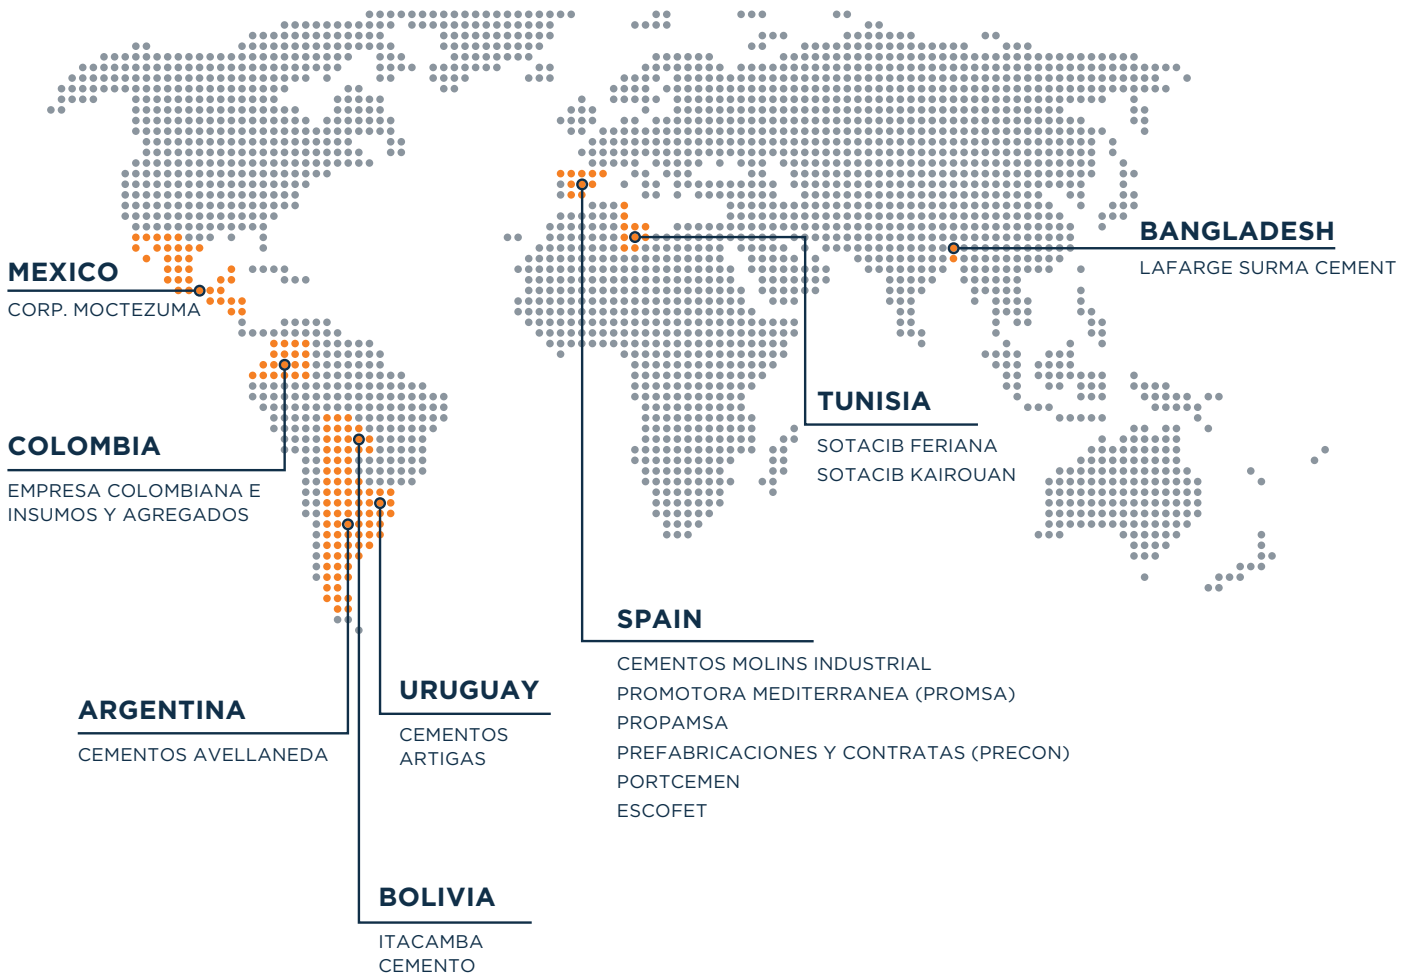 MEXICO
CORP. MOCTEZUMA
COLOMBIA
EMPRESA COLOMBIANA E
INSUMOS Y AGREGADOS
ARGENTINA
CEMENTOS AVELLANEDA
URUGUAY
CEMENTOS
ARTIGAS
BOLIVIA
ITACAMBA
CEMENTO
SPAIN
CEMENTOS MOLINS INDUSTRIAL
PROMOTORA MEDITERRANEA (PROMSA)
PROPAMSA
PREFABRICACIONES Y CONTRATAS (PRECON)
PORTCEMEN
ESCOFET
TUNISIA
SOTACIB FERIANA
SOTACIB KAIROUAN
BANGLADESH
LAFARGE SURMA CEMENT